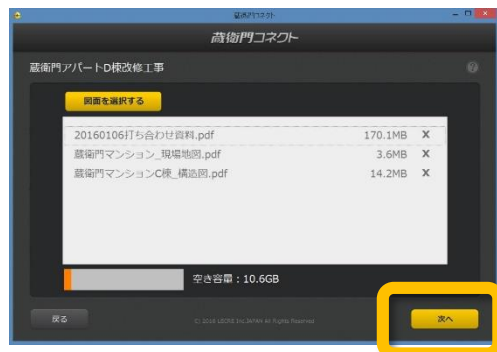 蔵衛門コネクト
蔵衛門コネクト
蔵衛門アパートD棟改修工事
図面を選択する
20160106打ち合わせ資料.pdf 170.1MB X
蔵衛門マンション_現場地図.pdf 3.6MB X
蔵衛門マンションC棟_構造図.pdf 14.2MB X
空き容量：10.6GB
戻る
次へ